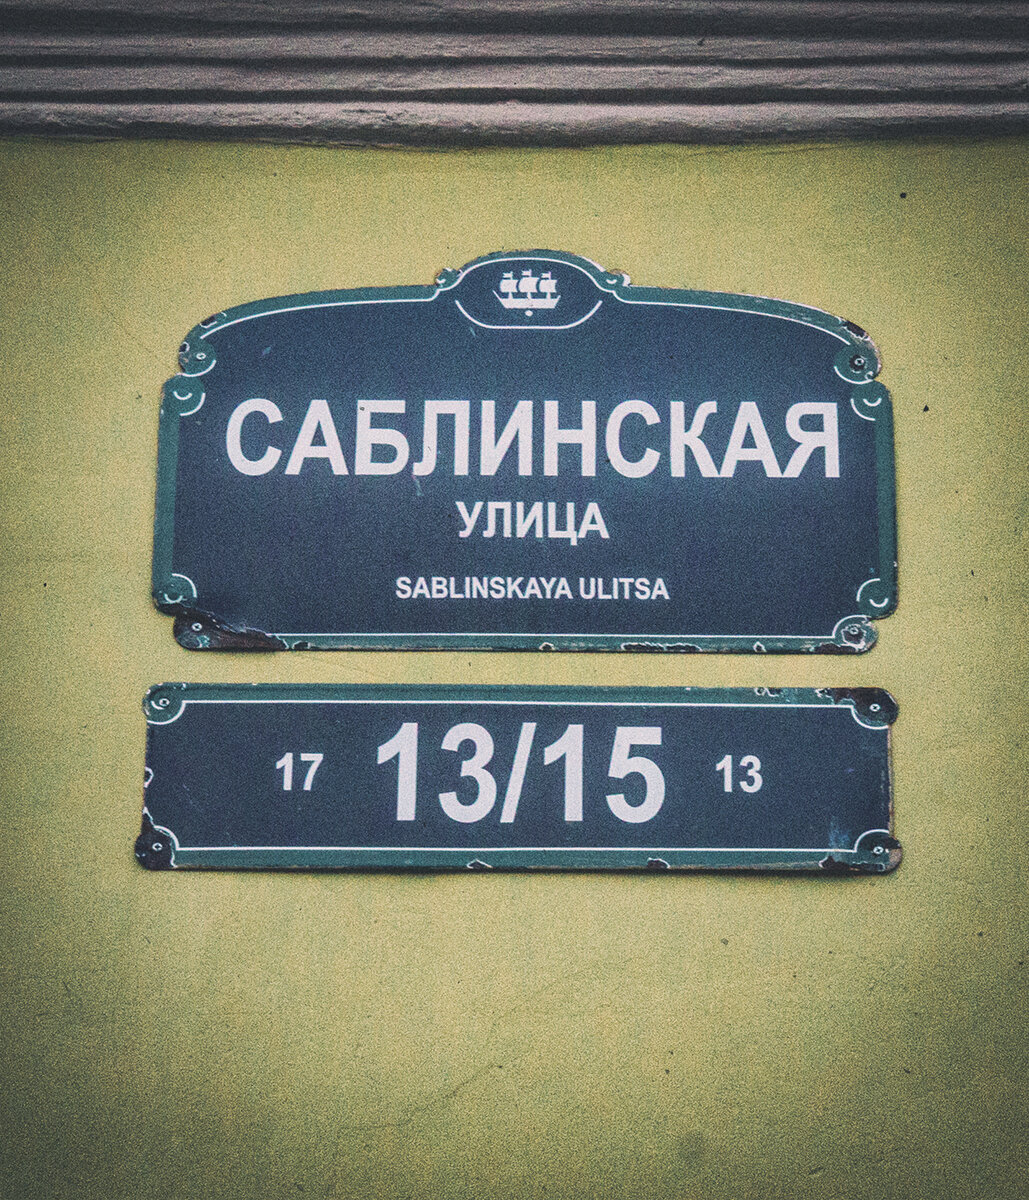 САБЛИНСКАЯ
УЛИЦА
SABLINSKAYA ULITSA
17 13/15 13